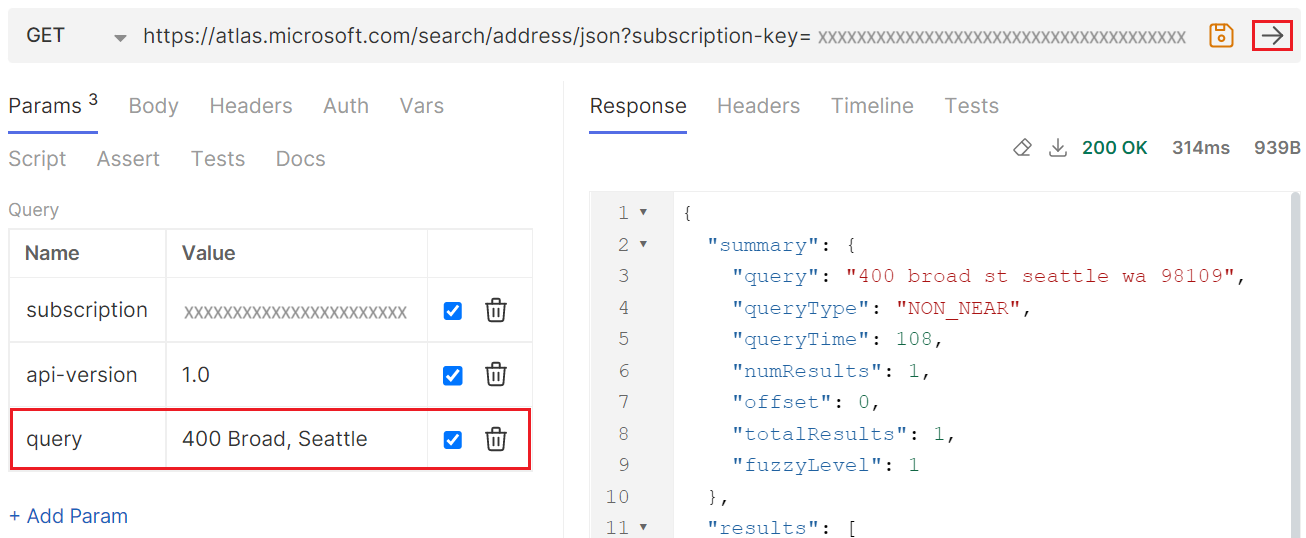 GET https://atlas.microsoft.com/search/address/json?subscription-key= xxxxxxxxxxxxxxxxxxxxxxxxxxxxxxxxxxxxxx
Params 3 Body Headers Auth Vars
Script Assert Tests Docs
Query
Name Value
subscription xxxxxxxxxxxxxxxxxxxxxxx
api-version 1.0
query 400 Broad, Seattle
+ Add Param
Response Headers Timeline Tests
200 OK 314ms 939B
1 {
2 "summary": {
3 "query": "400 broad st seattle wa 98109",
4 "queryType": "NON_NEAR",
5 "queryTime": 108,
6 "numResults": 1,
7 "offset": 0,
8 "totalResults": 1,
9 "fuzzyLevel": 1
10 },
11 "results": [